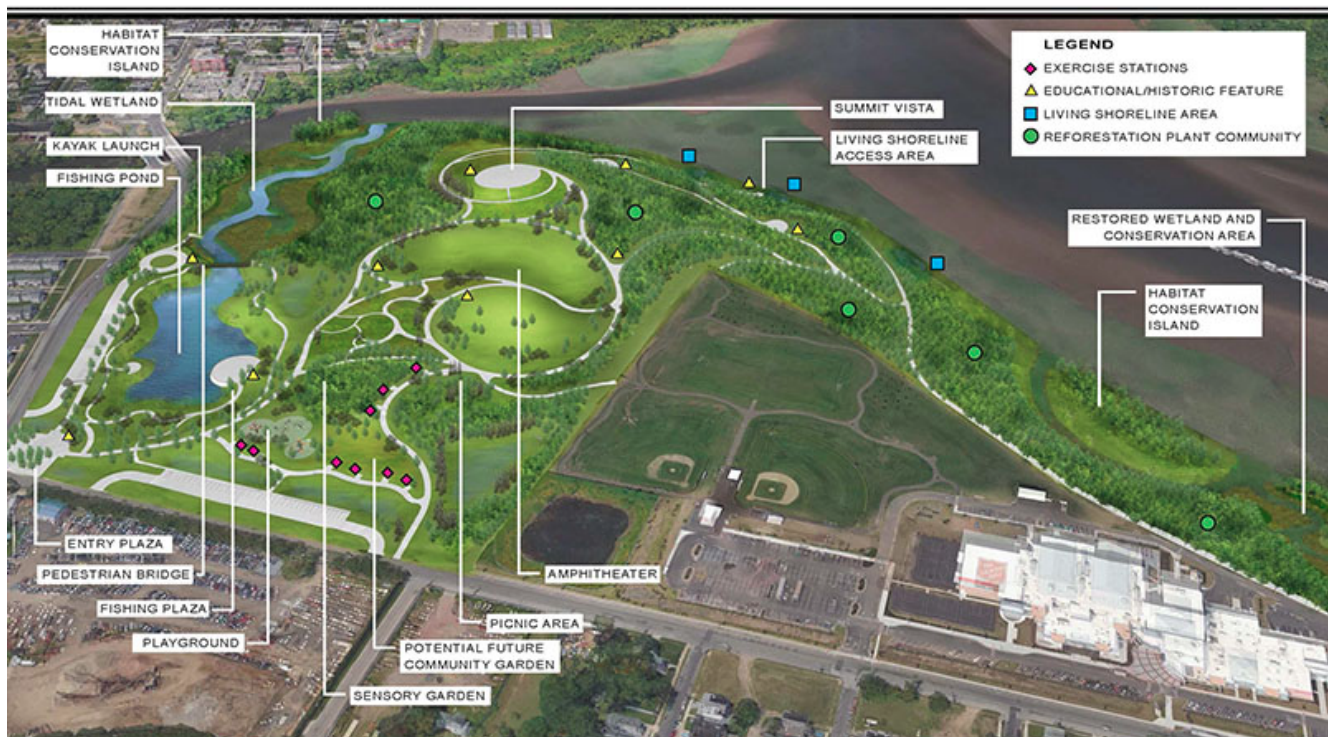 HABITAT
CONSERVATION
ISLAND
TIDAL WETLAND
KAYAK LAUNCH
FISHING POND
SUMMIT VISTA
LIVING SHORELINE
ACCESS AREA
LEGEND
EXERCISE STATIONS
EDUCATIONAL/HISTORIC FEATURE
LIVING SHORELINE AREA
REFORESTATION PLANT COMMUNITY
RESTORED WETLAND AND
CONSERVATION AREA
HABITAT
CONSERVATION
ISLAND
ENTRY PLAZA
PEDESTRIAN BRIDGE
FISHING PLAZA
PLAYGROUND
AMPHITHEATER
PICNIC AREA
POTENTIAL FUTURE
COMMUNITY GARDEN
SENSORY GARDEN